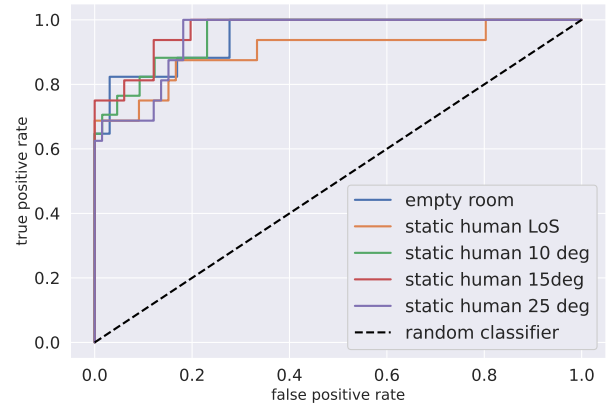 1.0
0.8
0.6
0.4
0.2
0.0
true positive rate
empty room
static human LoS
static human 10 deg
static human 15deg
static human 25 deg
random classifier
0.0 0.2 0.4 0.6 0.8 1.0
false positive rate